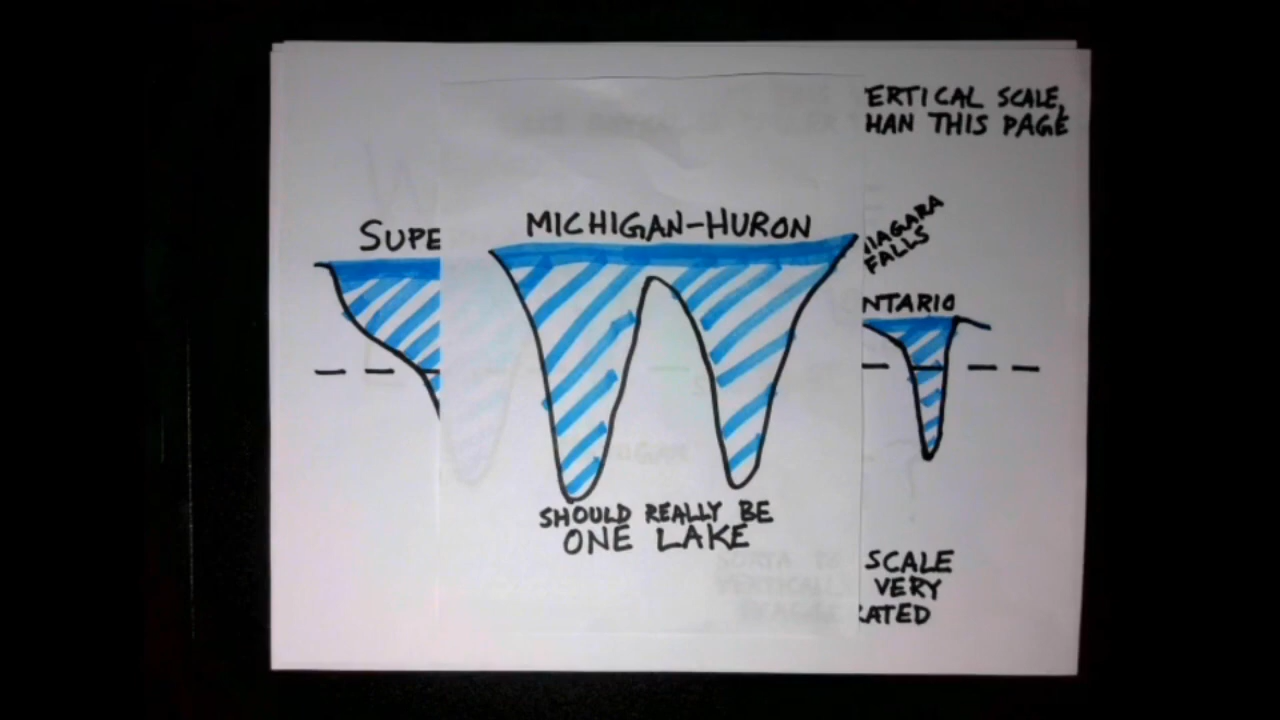 ERTICAL SCALE,
HAN THIS PAGE
SUPE
MICHIGAN-HURON
IAGARA
FALLS
NTARIO
SHOULD REALLY BE
ONE LAKE
SCALE
VERY
ATED